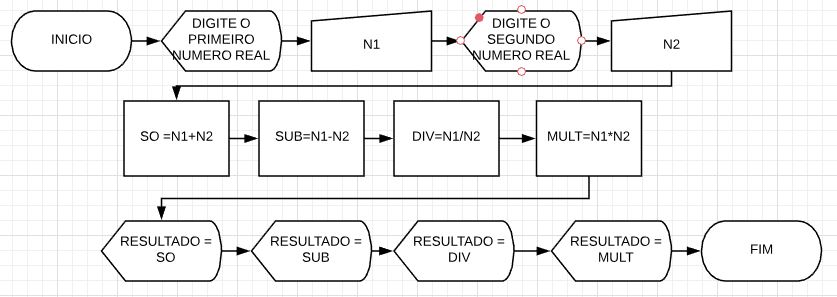 INICIO
DIGITE O
PRIMEIRO
NUMERO REAL
N1
DIGITE O
SEGUNDO
NUMERO REAL
N2
SO =N1+N2
SUB=N1-N2
DIV=N1/N2
MULT=N1*N2
RESULTADO =
SO
RESULTADO =
SUB
RESULTADO =
DIV
RESULTADO =
MULT
FIM